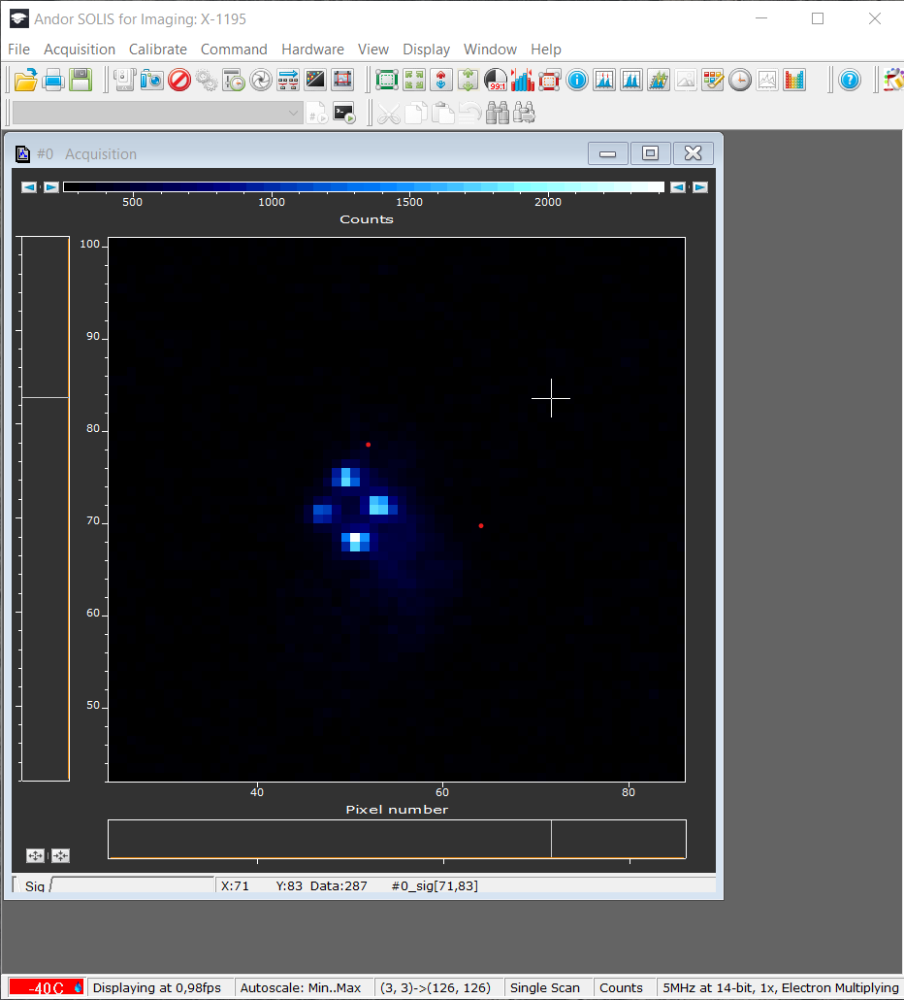 Andor SOLIS for Imaging: X-1195
File Acquisition Calibrate Command Hardware View Display Window Help
99:1
#0 Acquisition
500 1000 1500 2000
Counts
100
90
80
70
60
50
40 60 80
Pixel number
Sig X:71 Y:83 Data:287 #0_sig[71,83]
-40C Displaying at 0,98fps Autoscale: Min..Max (3, 3)->(126, 126) Single Scan Counts 5MHz at 14-bit, 1x, Electron Multiplying